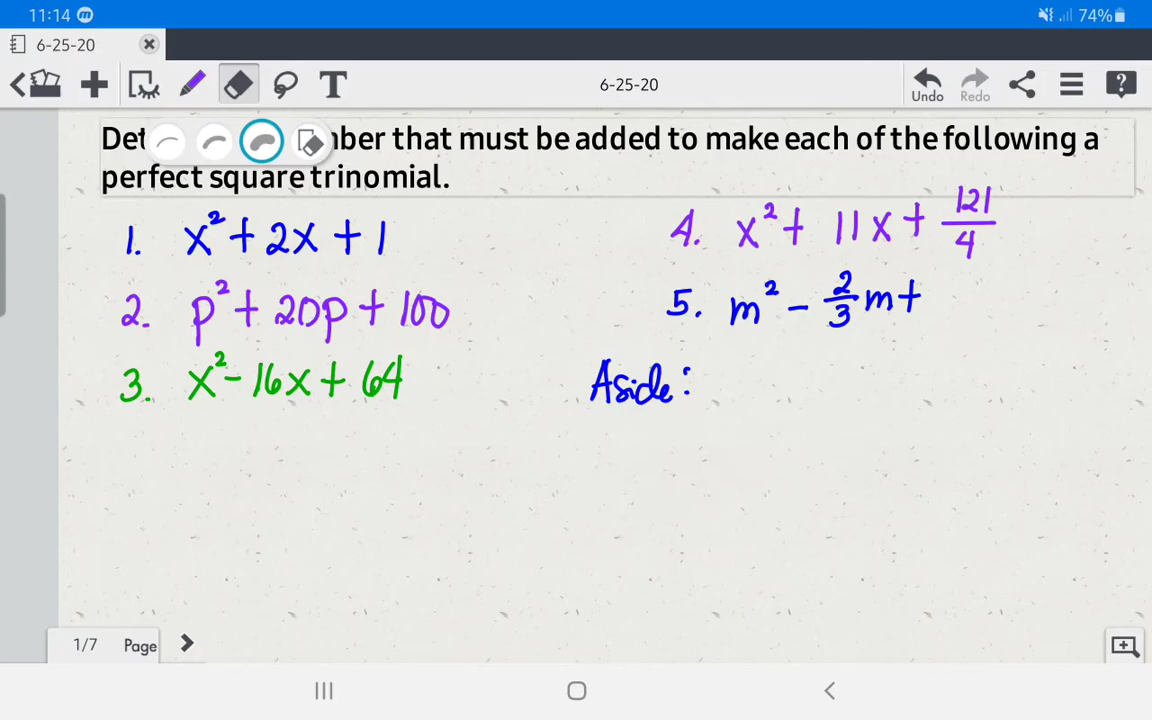 11:14 74%
6-25-20
6-25-20 Undo Redo
Det mber that must be added to make each of the following a
perfect square trinomial.
1. x² + 2x + 1
2. p² + 20p + 100
3. x² - 16x + 64
4. x² + 11x + 121/4
5. m² - 2/3 m +
Aside:
1/7 Page